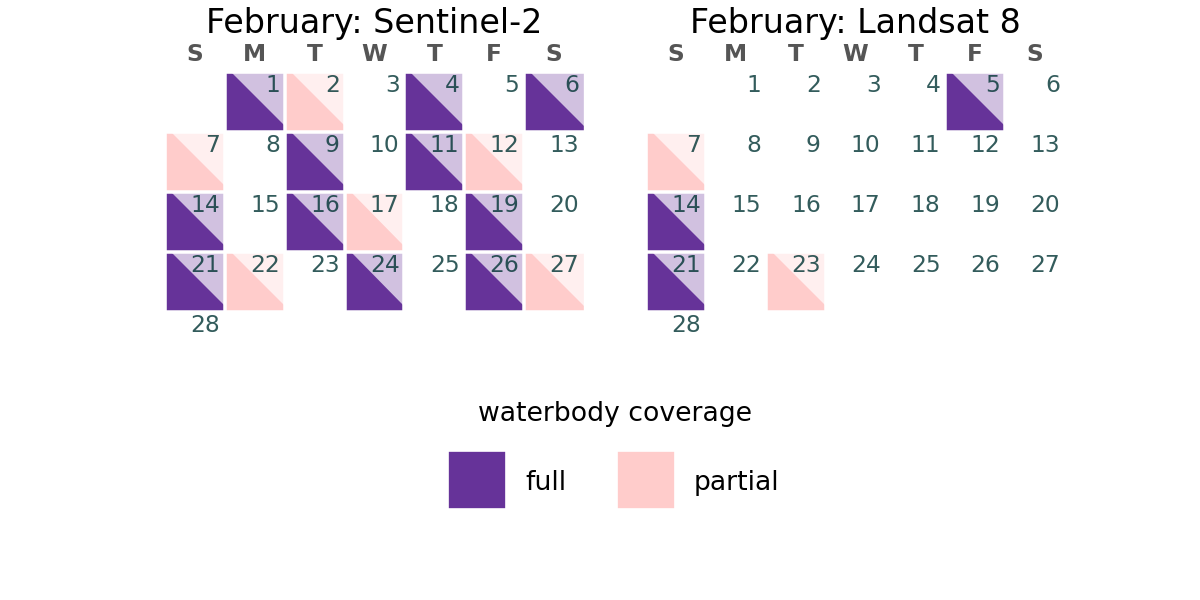 February: Sentinel-2
S M T W T F S
1 2 3 4 5 6
7 8 9 10 11 12 13
14 15 16 17 18 19 20
21 22 23 24 25 26 27
28
February: Landsat 8
S M T W T F S
1 2 3 4 5 6
7 8 9 10 11 12 13
14 15 16 17 18 19 20
21 22 23 24 25 26 27
28
waterbody coverage
full
partial